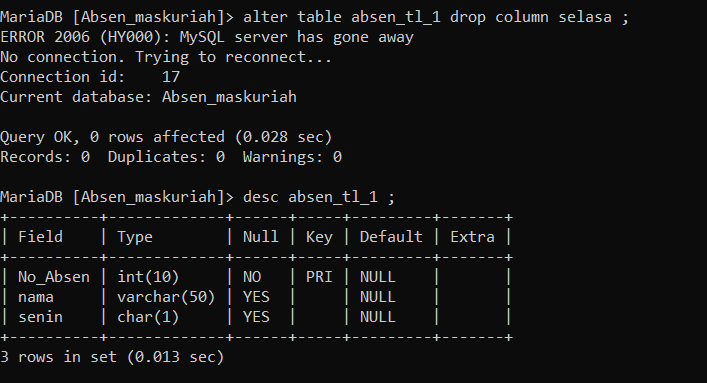 MariaDB [Absen_maskuriah]> alter table absen_tl_1 drop column selasa ;
ERROR 2006 (HY000): MySQL server has gone away
No connection. Trying to reconnect...
Connection id:    17
Current database: Absen_maskuriah

Query OK, 0 rows affected (0.028 sec)
Records: 0  Duplicates: 0  Warnings: 0

MariaDB [Absen_maskuriah]> desc absen_tl_1 ;
+----------+-------------+------+-----+---------+-------+
| Field    | Type        | Null | Key | Default | Extra |
+----------+-------------+------+-----+---------+-------+
| No_Absen | int(10)     | NO   | PRI | NULL    |       |
| nama     | varchar(50) | YES  |     | NULL    |       |
| senin    | char(1)     | YES  |     | NULL    |       |
+----------+-------------+------+-----+---------+-------+
3 rows in set (0.013 sec)